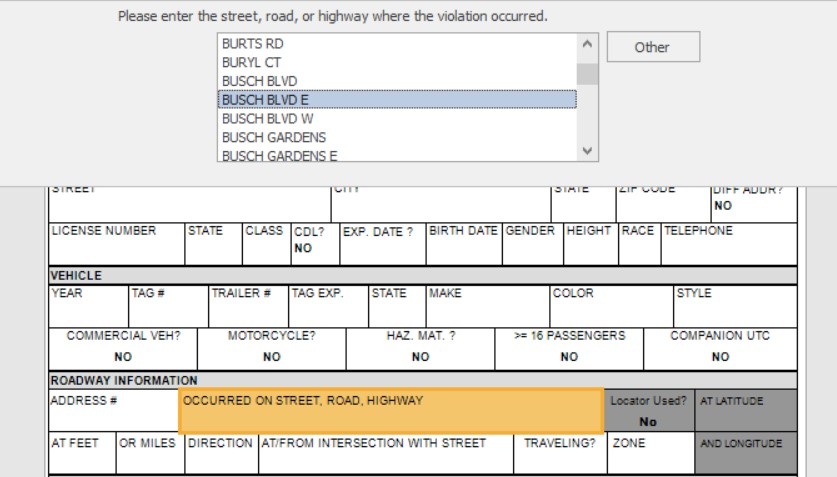 Please enter the street, road, or highway where the violation occurred.
BURTS RD
BURYL CT
BUSCH BLVD
BUSCH BLVD E
BUSCH BLVD W
BUSCH GARDENS
BUSCH GARDENS E
Other
STREET CITY STATE ZIP CODE DIFF ADDR?
NO
LICENSE NUMBER STATE CLASS CDL? EXP. DATE ? BIRTH DATE GENDER HEIGHT RACE TELEPHONE
NO
VEHICLE
YEAR TAG # TRAILER # TAG EXP. STATE MAKE COLOR STYLE
COMMERCIAL VEH? MOTORCYCLE? HAZ. MAT. ? >= 16 PASSENGERS COMPANION UTC
NO NO NO NO NO
ROADWAY INFORMATION
ADDRESS # OCCURRED ON STREET, ROAD, HIGHWAY Locator Used? AT LATITUDE
No
AT FEET OR MILES DIRECTION AT/FROM INTERSECTION WITH STREET TRAVELING? ZONE AND LONGITUDE